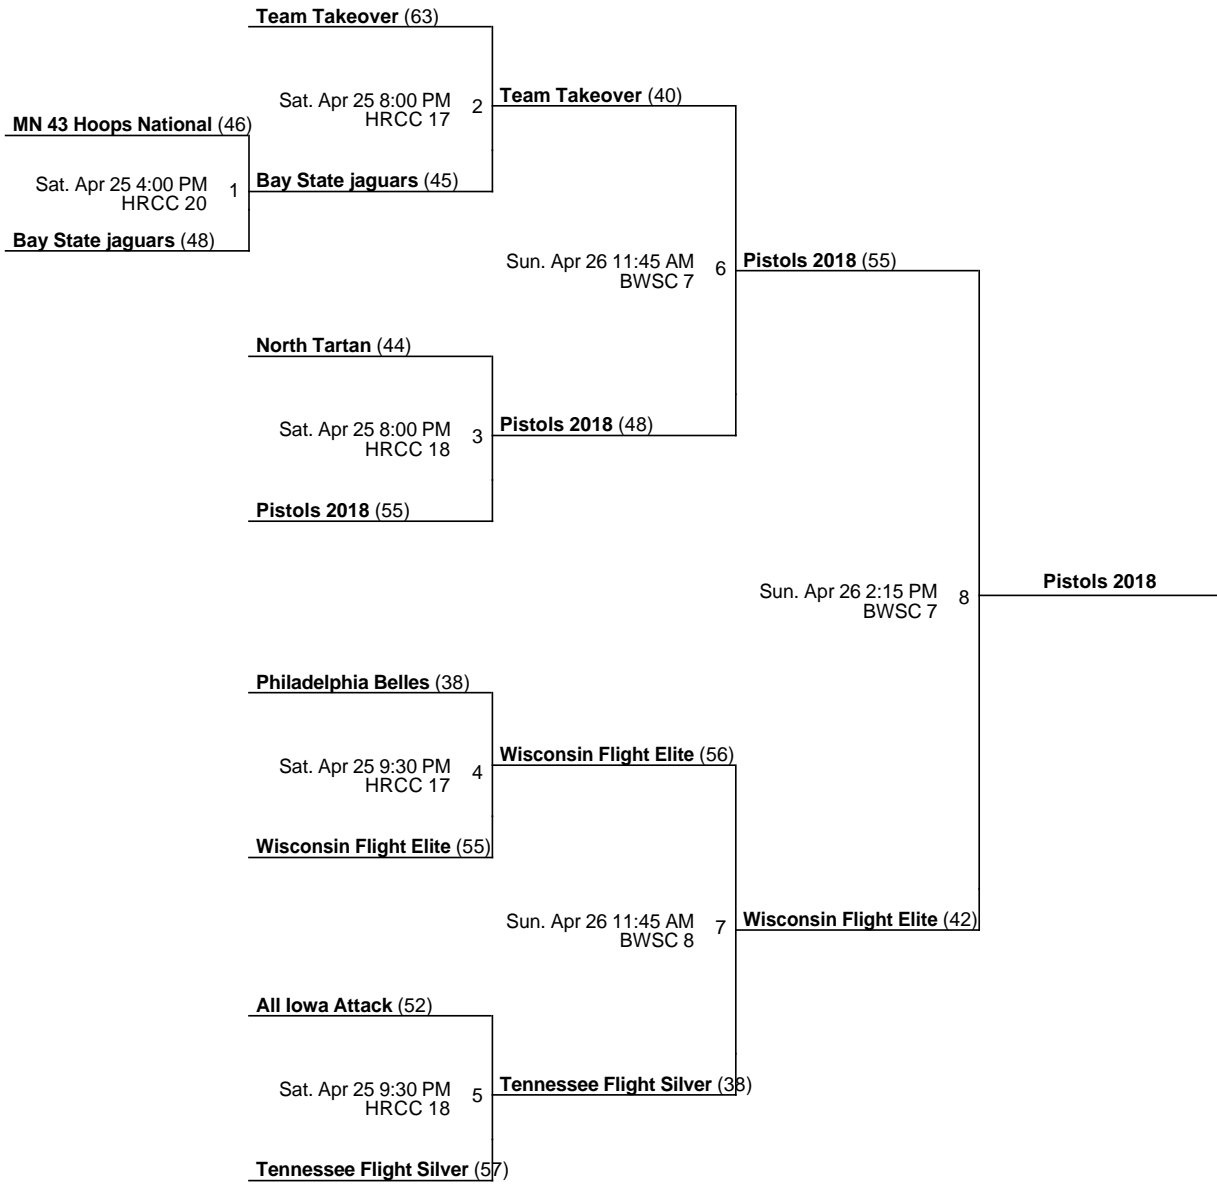 Team Takeover (63)
Sat. Apr 25 8:00 PM 2
HRCC 17
Team Takeover (40)
MN 43 Hoops National (46)
Sat. Apr 25 4:00 PM 1
HRCC 20
Bay State jaguars (45)
Bay State jaguars (48)
Sun. Apr 26 11:45 AM 6
BWSC 7
Pistols 2018 (55)
North Tartan (44)
Sat. Apr 25 8:00 PM 3
HRCC 18
Pistols 2018 (48)
Pistols 2018 (55)
Sun. Apr 26 2:15 PM 8
BWSC 7
Pistols 2018
Philadelphia Belles (38)
Sat. Apr 25 9:30 PM 4
HRCC 17
Wisconsin Flight Elite (56)
Wisconsin Flight Elite (55)
Sun. Apr 26 11:45 AM 7
BWSC 8
Wisconsin Flight Elite (42)
All Iowa Attack (52)
Sat. Apr 25 9:30 PM 5
HRCC 18
Tennessee Flight Silver (38)
Tennessee Flight Silver (57)